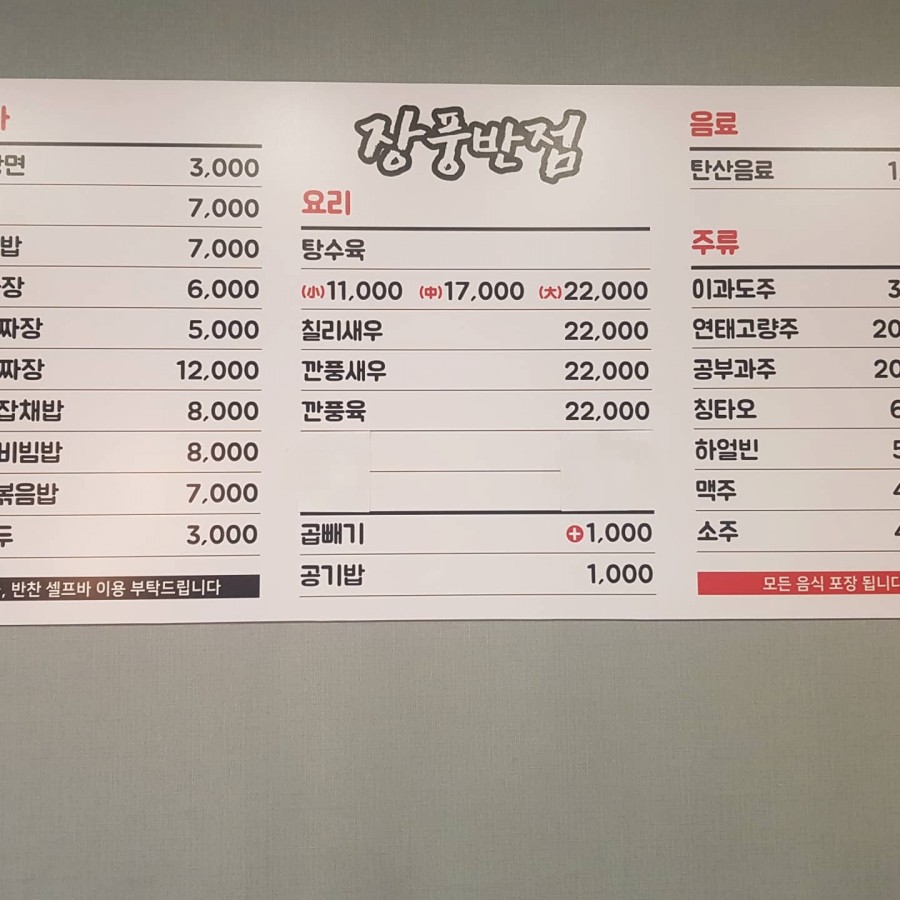 장풍반점
3,000
7,000
밥 7,000
6,000
짜장 5,000
짜장 12,000
잡채밥 8,000
비빔밥 8,000
볶음밥 7,000
3,000
반찬 셀프바 이용 부탁드립니다
요리
탕수육
(小)11,000 (中)17,000 (大)22,000
칠리새우 22,000
깐풍새우 22,000
깐풍육 22,000
곱빼기 +1,000
공기밥 1,000
음료
탄산음료
주류
이과도주
연태고량주
공부과주
칭타오
하얼빈
맥주
소주
모든 음식 포장 됩니다